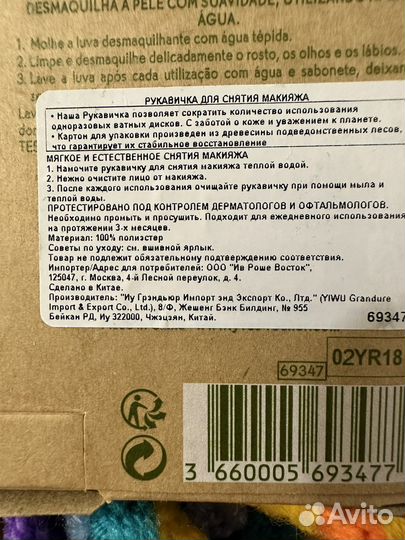 DESMAQUILHA A PELE COM SUAVIDADE, UTILIZANDO A
ÁGUA.
1. Molhe a luva desmaquilhante com água tépida.
2. Limpe e desmaquilhe delicadamente o rosto, os olhos e os lábios.
3. Lave a luva após cada utilização com água e sabonete, deixan
РУКАВИЧКА ДЛЯ СНЯТИЯ МАКИЯЖА
• Наша Рукавичка позволяет сократить количество использования
одноразовых ватных дисков. С заботой о коже и уважением к планете.
• Картон для упаковки произведен из древесины подведомственных лесов,
что гарантирует их стабильное восстановление
МЯГКОЕ И ЕСТЕСТВЕННОЕ СНЯТИЯ МАКИЯЖА
1. Намочите рукавичку для снятия макияжа теплой водой.
2. Нежно очистите лицо от макияжа.
3. После каждого использования очищайте рукавичку при помощи мыла и
теплой воды.
ПРОТЕСТИРОВАНО ПОД КОНТРОЛЕМ ДЕРМАТОЛОГОВ И ОФТАЛЬМОЛОГОВ.
Необходимо промыть и просушить. Подходит для ежедневного использования
на протяжении 3-х месяцев.
Материал: 100% полиэстер
Советы по уходу: см. вшивной ярлык.
Товар не подлежит обязательному подтверждению соответствия.
Импортер/Адрес для потребителей: ООО "Ив Роше Восток",
125047, г. Москва, 4-й Лесной переулок, д. 4.
Сделано в Китае.
Производитель: "Иу Грэндьюр Импорт энд Экспорт Ко., Лтд." (YIWU Grandure
Import & Export Co., Ltd.), 8/Ф, Жешенг Бэнк Билдинг, № 955
Бейкан РД, Иу 322000, Чжэцзян, Китай.
69347
69347
02YR18
3 660005 693477
Avito